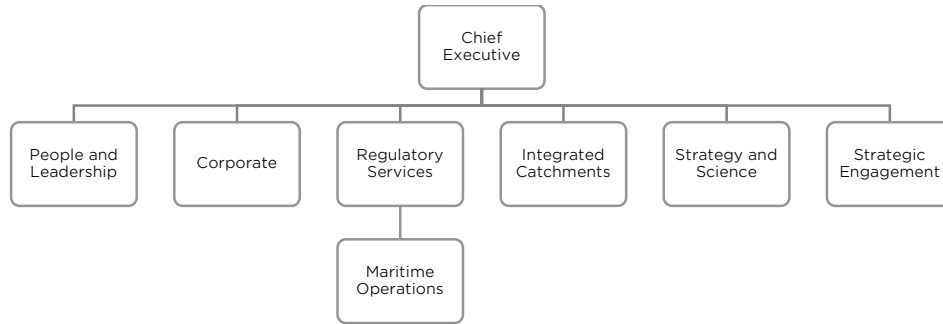 Chief
Executive
People and
Leadership
Corporate
Regulatory
Services
Integrated
Catchments
Strategy and
Science
Strategic
Engagement
Maritime
Operations